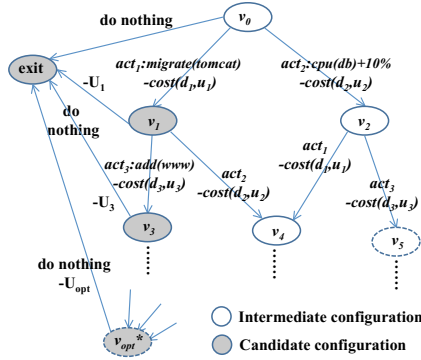 do nothing
v0
exit
act1:migrate(tomcat)
-cost(d1,u1)
act2:cpu(db)+10%
-cost(d2,u2)
-U1
do
nothing
v1
v2
act3:add(www)
-cost(d3,u3)
act2
-cost(d2,u2)
act1
-cost(d1,u1)
act3
-cost(d3,u3)
-U3
v3
v4
v5
......
......
......
do nothing
-Uopt
vopt*
Intermediate configuration
Candidate configuration